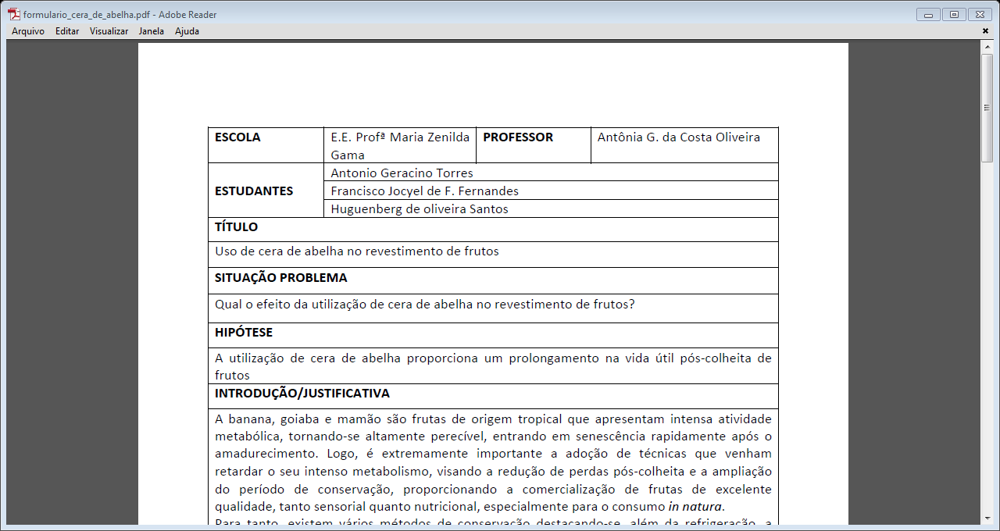 formulario_cera_de_abelha.pdf - Adobe Reader
Arquivo Editar Visualizar Janela Ajuda
ESCOLA E.E. Profª Maria Zenilda Gama PROFESSOR Antônia G. da Costa Oliveira
ESTUDANTES
Antonio Geracino Torres
Francisco Jocyel de F. Fernandes
Huguenberg de oliveira Santos
TÍTULO
Uso de cera de abelha no revestimento de frutos
SITUAÇÃO PROBLEMA
Qual o efeito da utilização de cera de abelha no revestimento de frutos?
HIPÓTESE
A utilização de cera de abelha proporciona um prolongamento na vida útil pós-colheita de
frutos
INTRODUÇÃO/JUSTIFICATIVA
A banana, goiaba e mamão são frutas de origem tropical que apresentam intensa atividade
metabólica, tornando-se altamente perecível, entrando em senescência rapidamente após o
amadurecimento. Logo, é extremamente importante a adoção de técnicas que venham
retardar o seu intenso metabolismo, visando a redução de perdas pós-colheita e a ampliação
do período de conservação, proporcionando a comercialização de frutas de excelente
qualidade, tanto sensorial quanto nutricional, especialmente para o consumo in natura.
Para tanto, existem vários métodos de conservação destacando-se, além da refrigeração, a